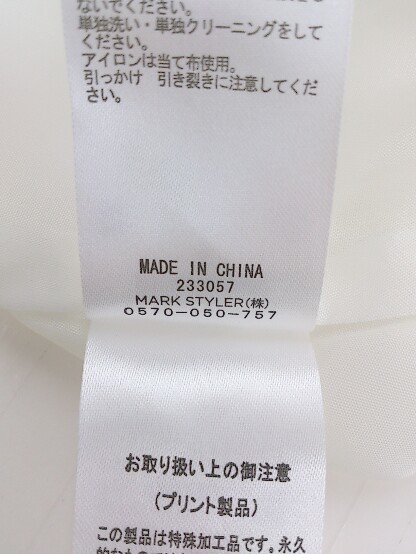 ないでください。
単独洗い・単独クリーニングをして
ください。
アイロンは当て布使用。
引っかけ 引き裂きに注意してくだ
さい。
MADE IN CHINA
233057
MARK STYLER(株)
0570-050-757
お取り扱い上の御注意
(プリント製品)
この製品は特殊加工品です。永久